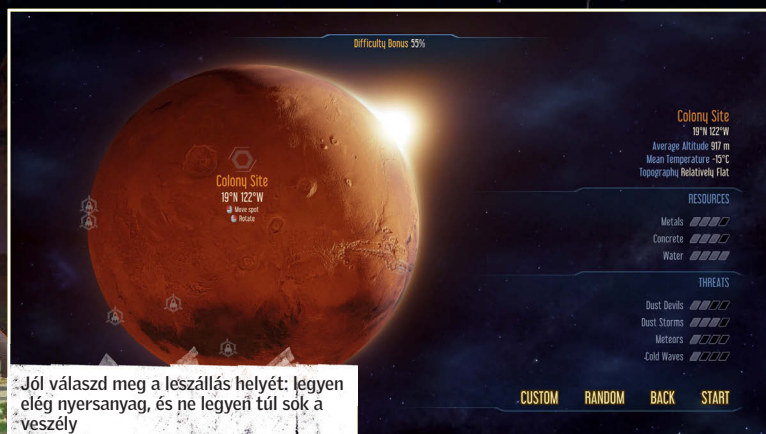 Difficulty Bonus 55%
Colony Site
19°N 122°W
Move spot
Rotate
Colony Site
19°N 122°W
Average Altitude 917 m
Mean Temperature -15°C
Topography Relatively Flat
RESOURCES
Metals
Concrete
Water
THREATS
Dust Devils
Dust Storms
Meteors
Cold Waves
CUSTOM RANDOM BACK START
Jól válaszd meg a leszállás helyét: legyen
elég nyersanyag, és ne legyen túl sok a
veszély